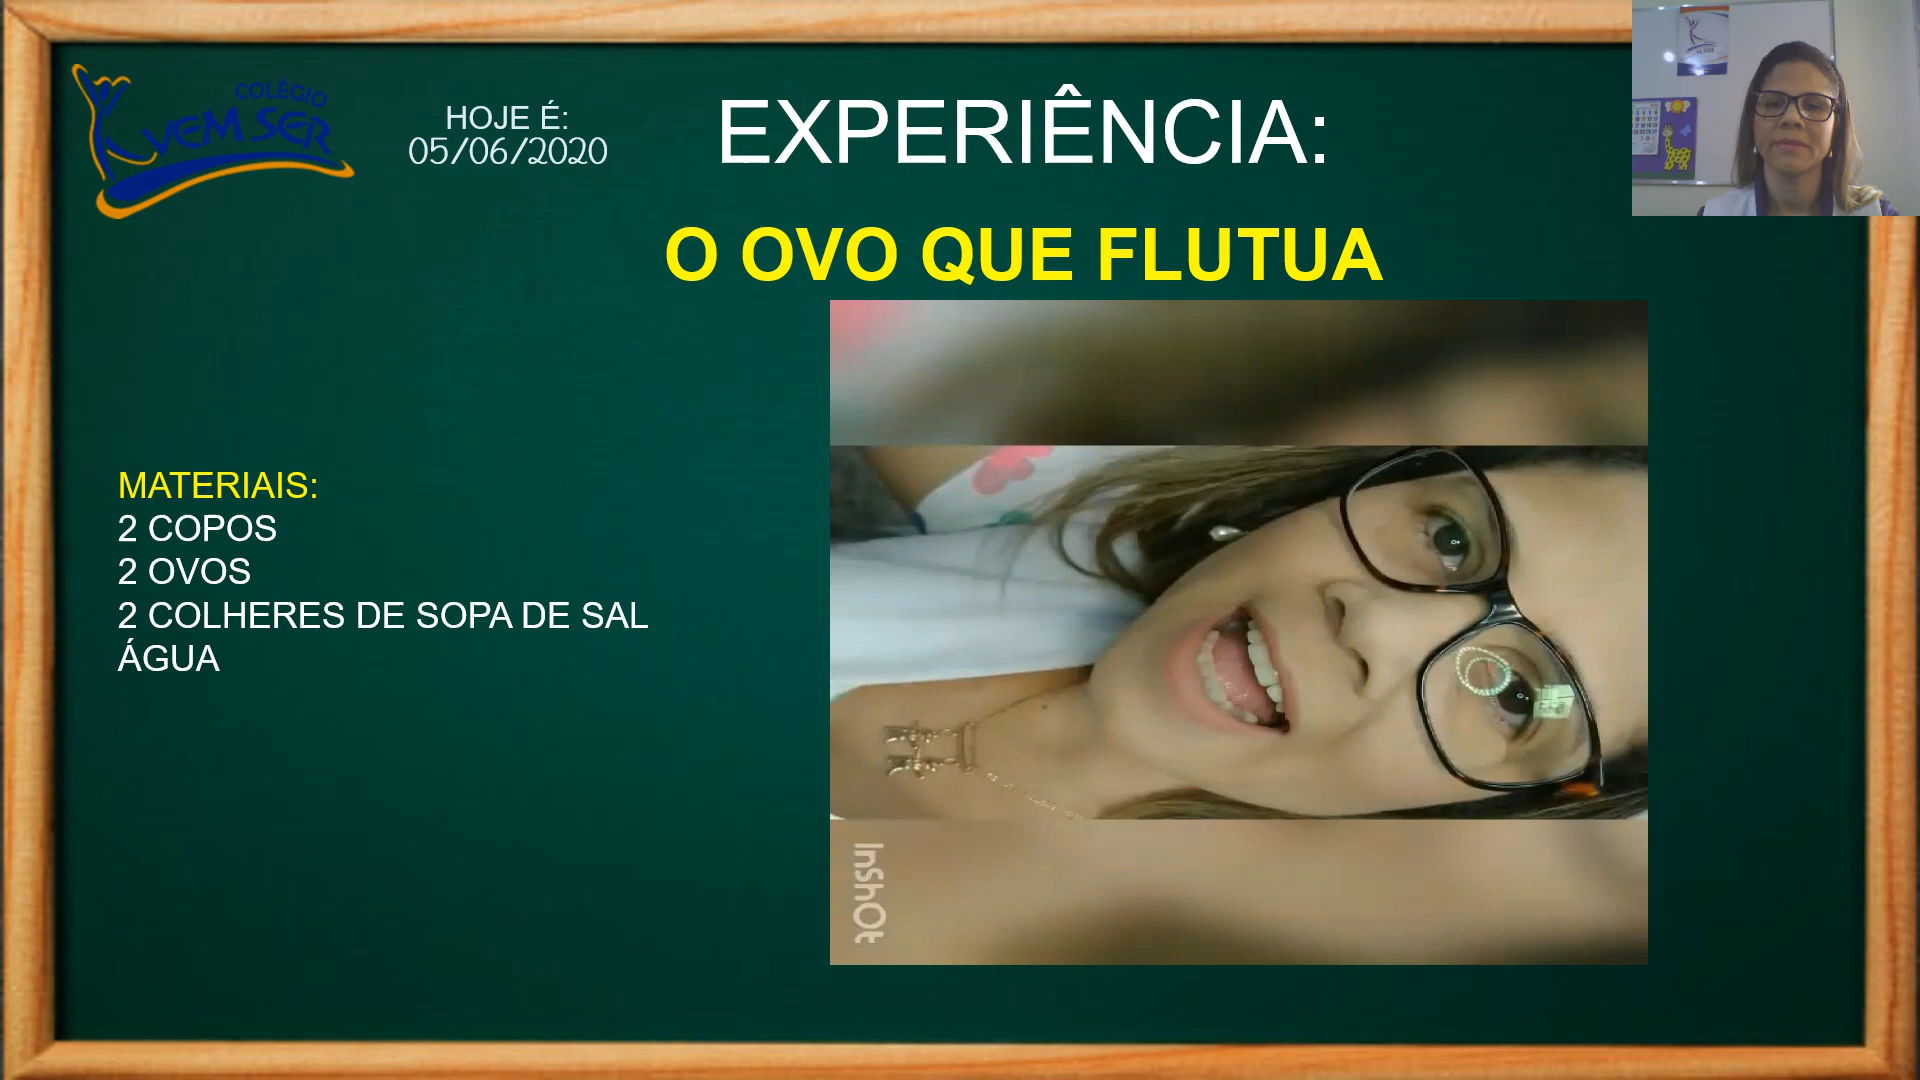 COLÉGIO
VEM SER
HOJE É:
05/06/2020
EXPERIÊNCIA:
O OVO QUE FLUTUA
MATERIAIS:
2 COPOS
2 OVOS
2 COLHERES DE SOPA DE SAL
ÁGUA
InShOt